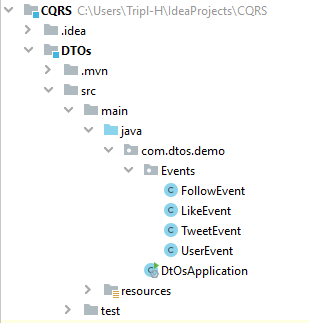 CQRS C:\Users\Tripl-H\IdeaProjects\CQRS
.idea
DTOs
.mvn
src
main
java
com.dtos.demo
Events
FollowEvent
LikeEvent
TweetEvent
UserEvent
DtOsApplication
resources
test